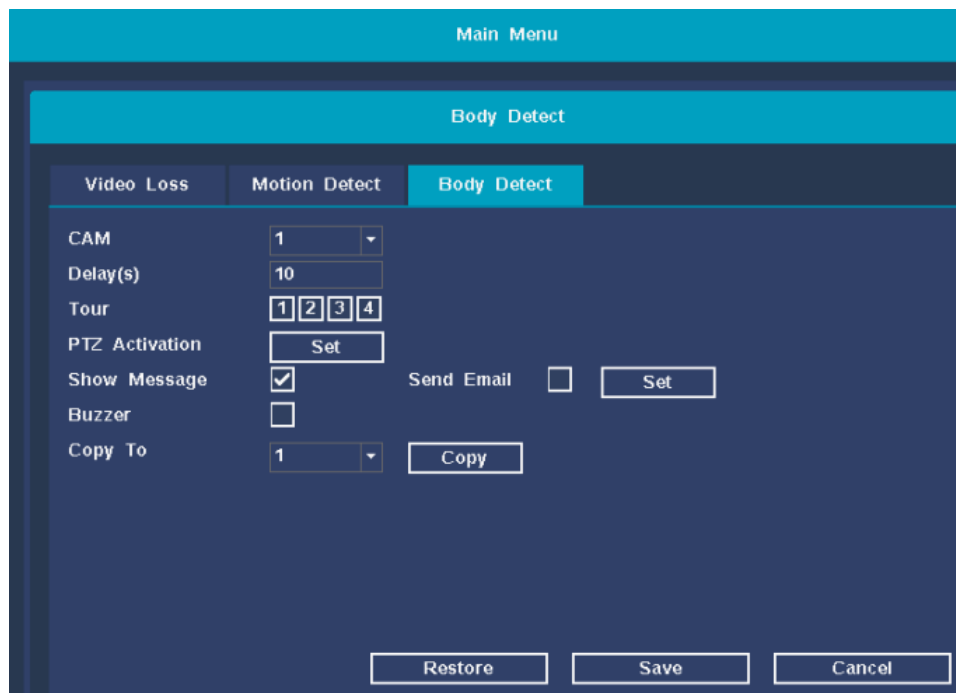 Main Menu
Body Detect
Video Loss Motion Detect Body Detect
CAM 1
Delay(s) 10
Tour 1 2 3 4
PTZ Activation Set
Show Message Send Email Set
Buzzer
Copy To 1 Copy
Restore Save Cancel